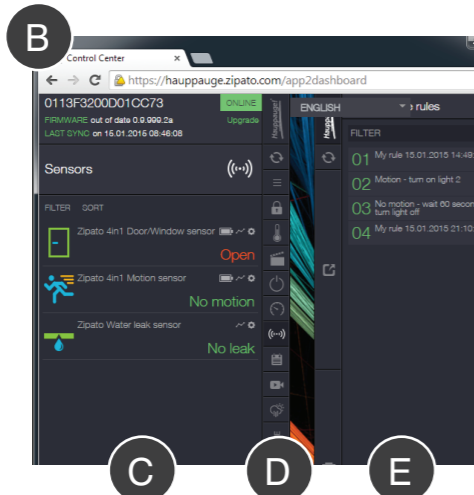 B
Control Center ×
https://hauppauge.zipato.com/app2dashboard
0113F3200D01CC73 ONLINE
FIRMWARE out of date 0.9.999.2a Upgrade
LAST SYNC on 15.01.2015 08:46:08
Hauppauge!
ENGLISH
rules
Sensors
FILTER SORT
FILTER
01 My rule 15.01.2015 14:49
02 Motion - turn on light 2
03 No motion - wait 60 secon
turn light off
04 My rule 15.01.2015 21:10
Zipato 4in1 Door/Window sensor
Open
Zipato 4in1 Motion sensor
No motion
Zipato Water leak sensor
No leak
C
D
E